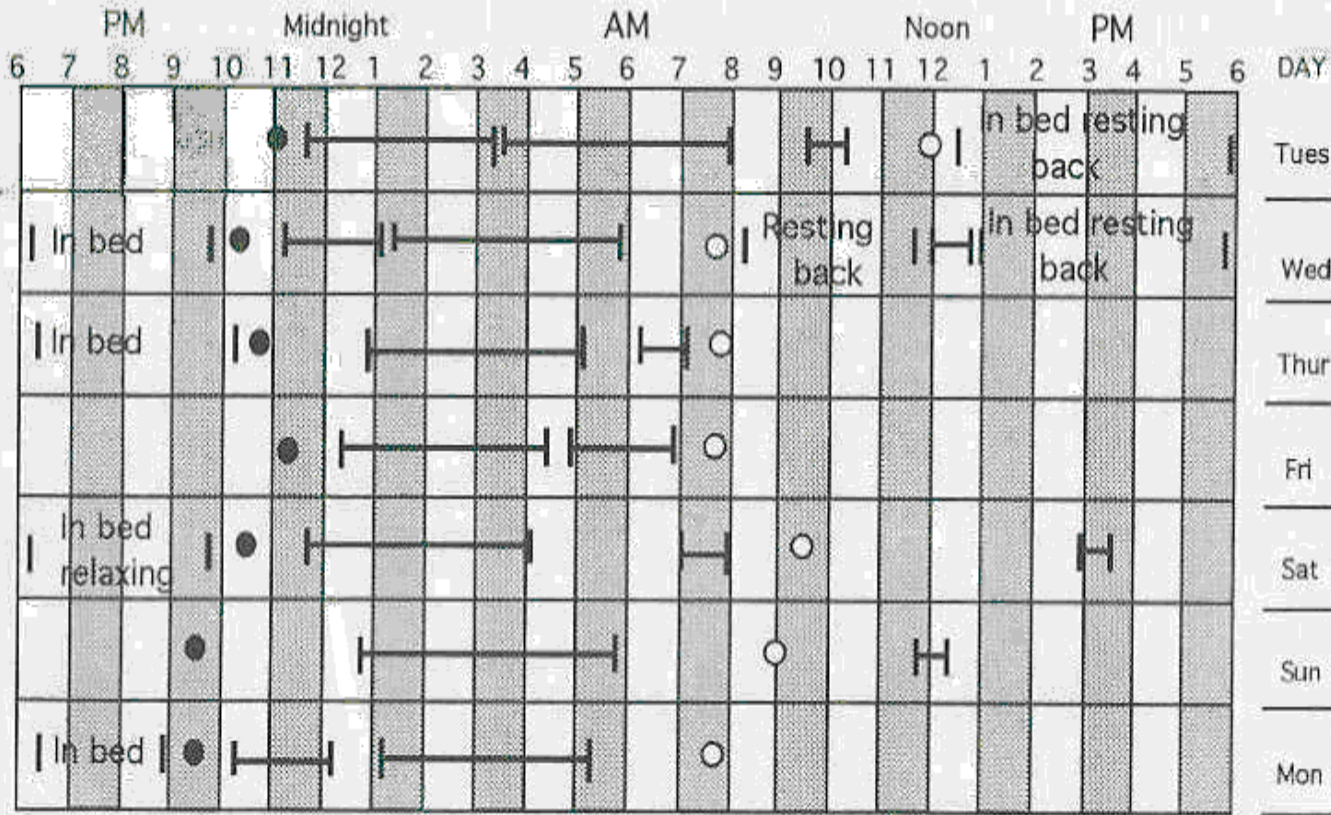 PM Midnight AM Noon PM
6 7 8 9 10 11 12 1 2 3 4 5 6 7 8 9 10 11 12 1 2 3 4 5 6 DAY
In bed resting
back
Tues
In bed
Resting
back
In bed resting
back
Wed
In bed
Thur
Fri
In bed
relaxing
Sat
Sun
In bed
Mon